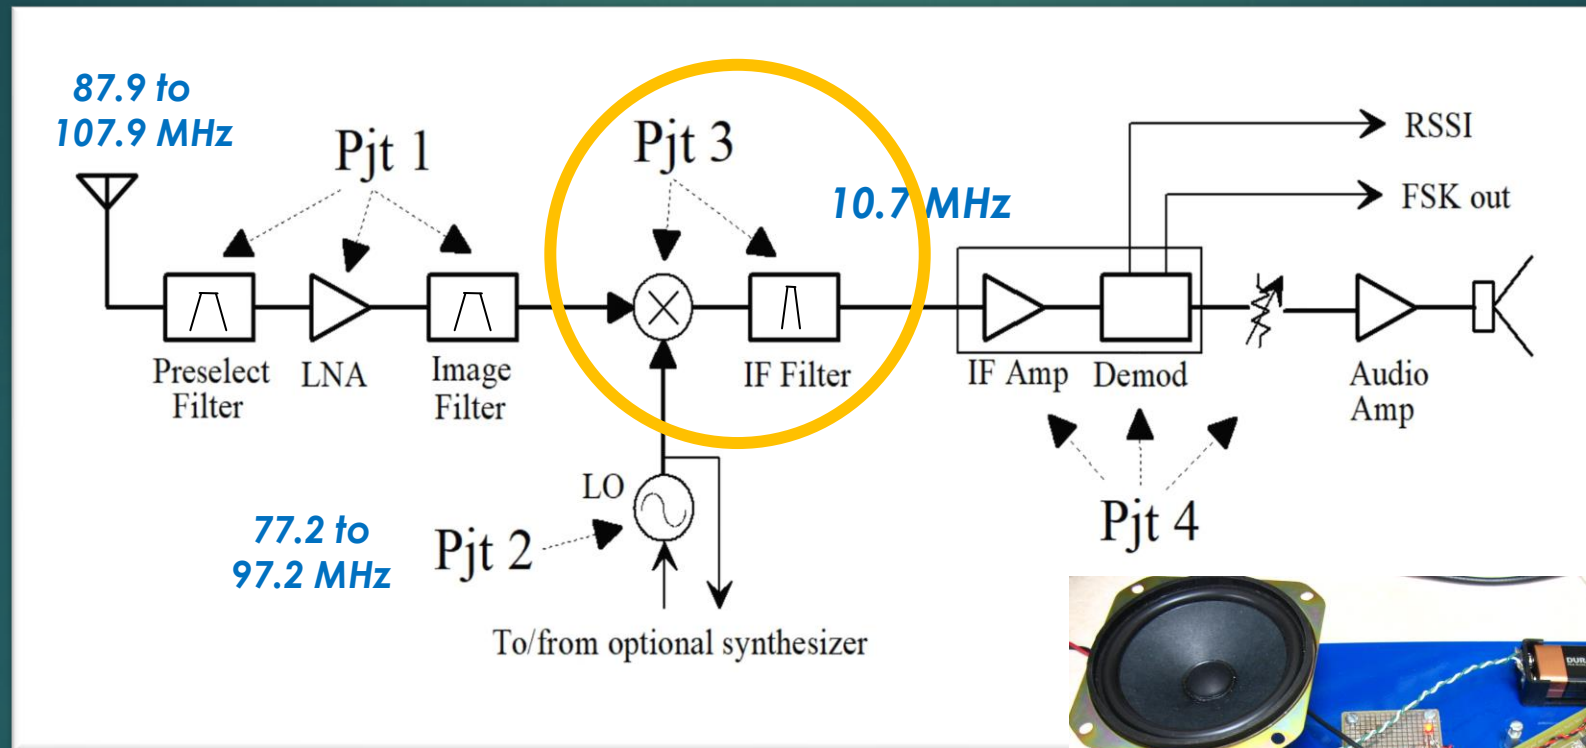 87.9 to
107.9 MHz
Pjt 1
Pjt 3
10.7 MHz
RSSI
FSK out
Preselect
Filter
LNA
Image
Filter
IF Filter
IF Amp
Demod
Audio
Amp
LO
77.2 to
97.2 MHz
Pjt 2
Pjt 4
To/from optional synthesizer